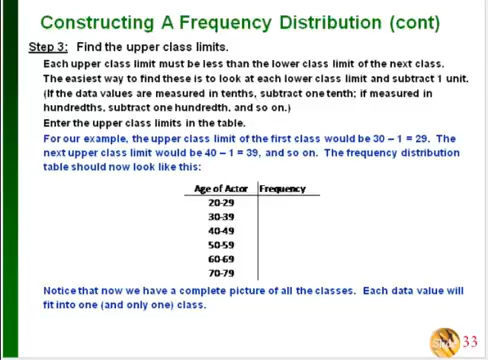 Constructing A Frequency Distribution (cont)
Step 3: Find the upper class limits.
Each upper class limit must be less than the lower class limit of the next class.
The easiest way to find these is to look at each lower class limit and subtract 1 unit.
(If the data values are measured in tenths, subtract one tenth; if measured in
hundredths, subtract one hundredth, and so on.)
Enter the upper class limits in the table.
For our example, the upper class limit of the first class would be 30 – 1 = 29. The
next upper class limit would be 40 – 1 = 39, and so on. The frequency distribution
table should now look like this:
Age of Actor Frequency
20-29
30-39
40-49
50-59
60-69
70-79
Notice that now we have a complete picture of all the classes. Each data value will
fit into one (and only one) class.
Slide 33